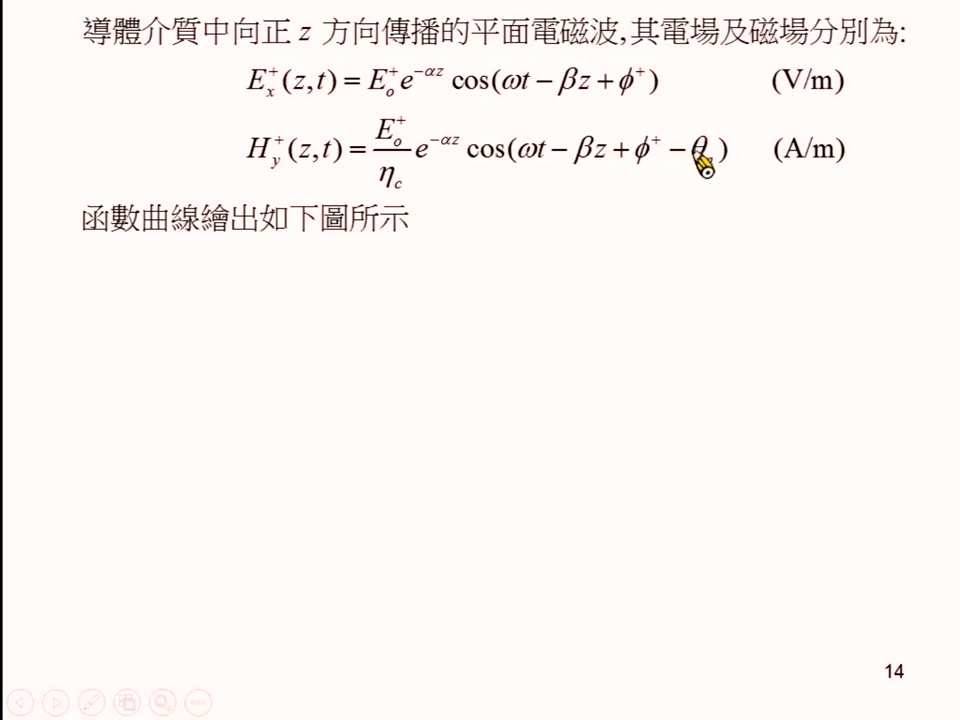 導體介質中向正 z 方向傳播的平面電磁波,其電場及磁場分別為:
E_x^+(z,t) = E_o^+ e^{-αz} cos(ωt − βz + ϕ^+) (V/m)
H_y^+(z,t) = \frac{E_o^+}{η_c} e^{-αz} cos(ωt − βz + ϕ^+ − θ) (A/m)
函數曲線繪出如下圖所示
14